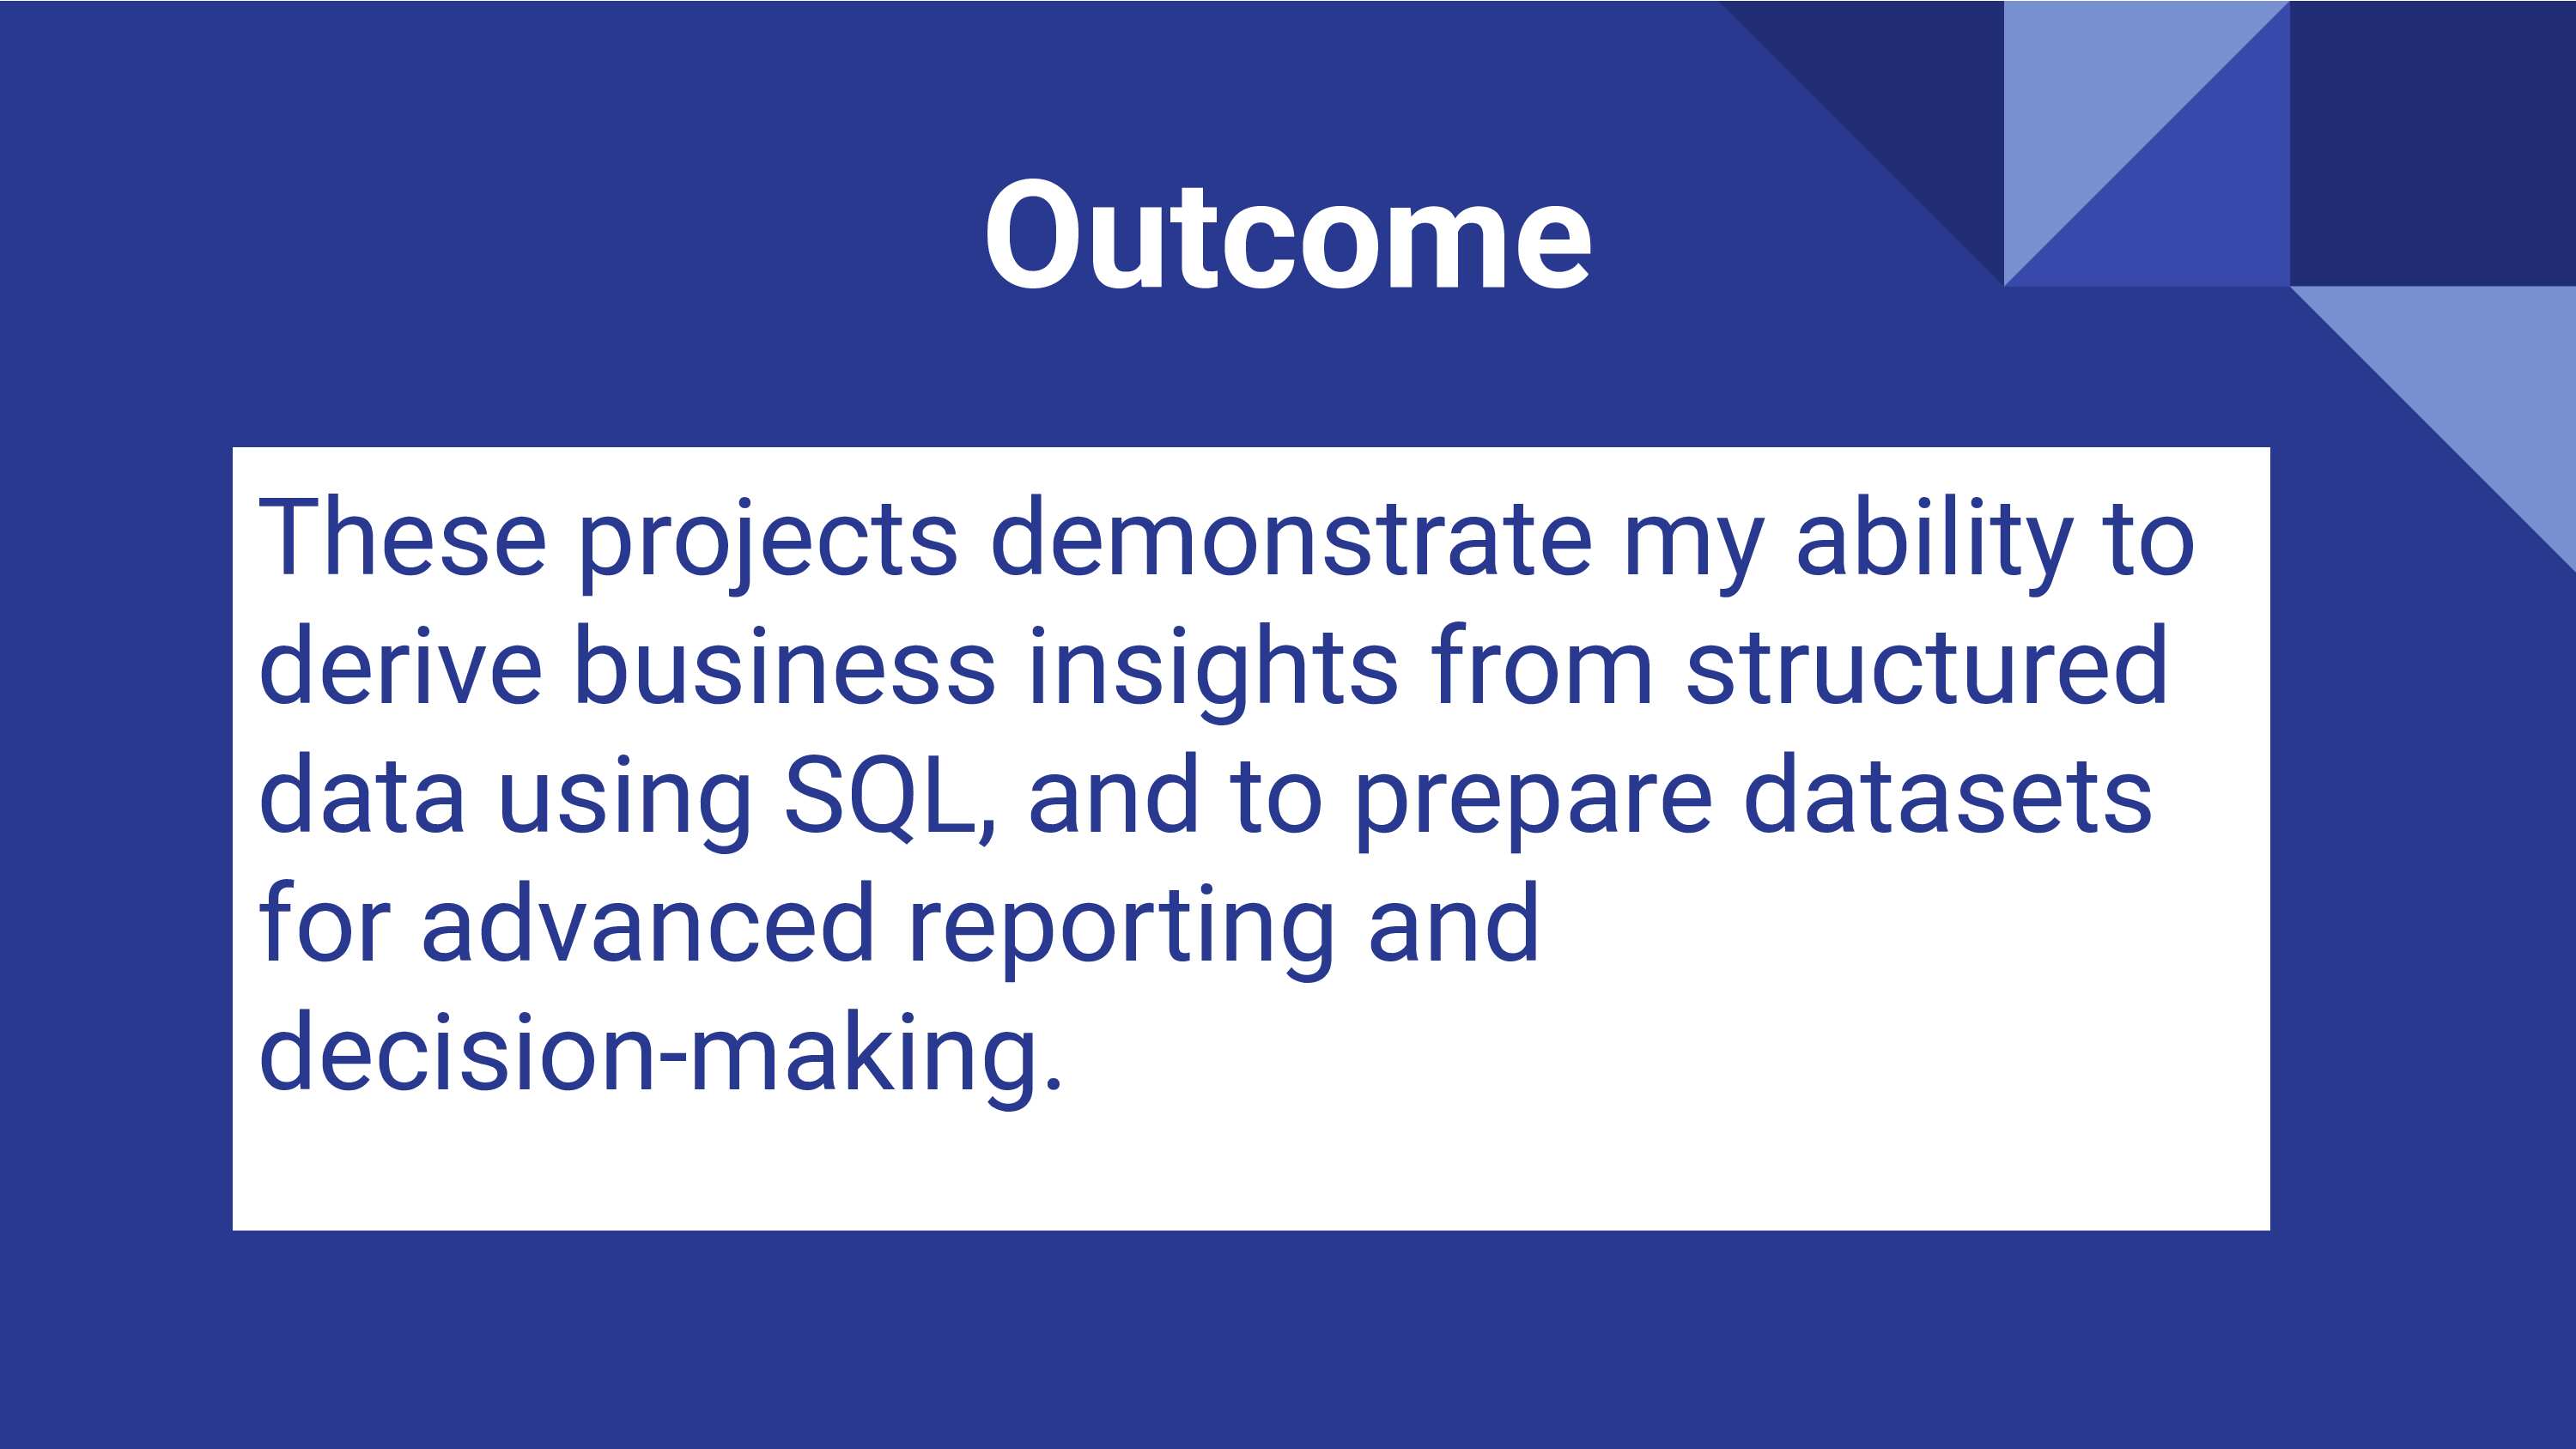 Outcome
These projects demonstrate my ability to
derive business insights from structured
data using SQL, and to prepare datasets
for advanced reporting and
decision-making.